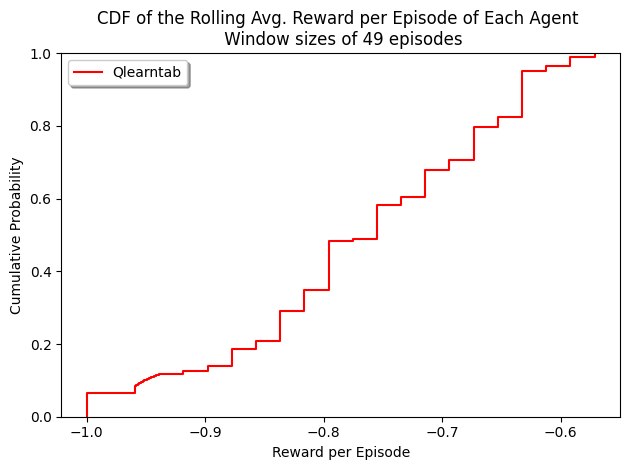 CDF of the Rolling Avg. Reward per Episode of Each Agent
Window sizes of 49 episodes
Qlearntab
1.0
0.8
0.6
0.4
0.2
0.0
Cumulative Probability
−1.0 −0.9 −0.8 −0.7 −0.6
Reward per Episode